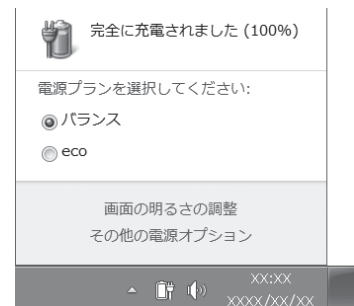 完全に充電されました (100%)
電源プランを選択してください:
バランス
eco
画面の明るさの調整
その他の電源オプション
XX:XX
XXXX/XX/XX